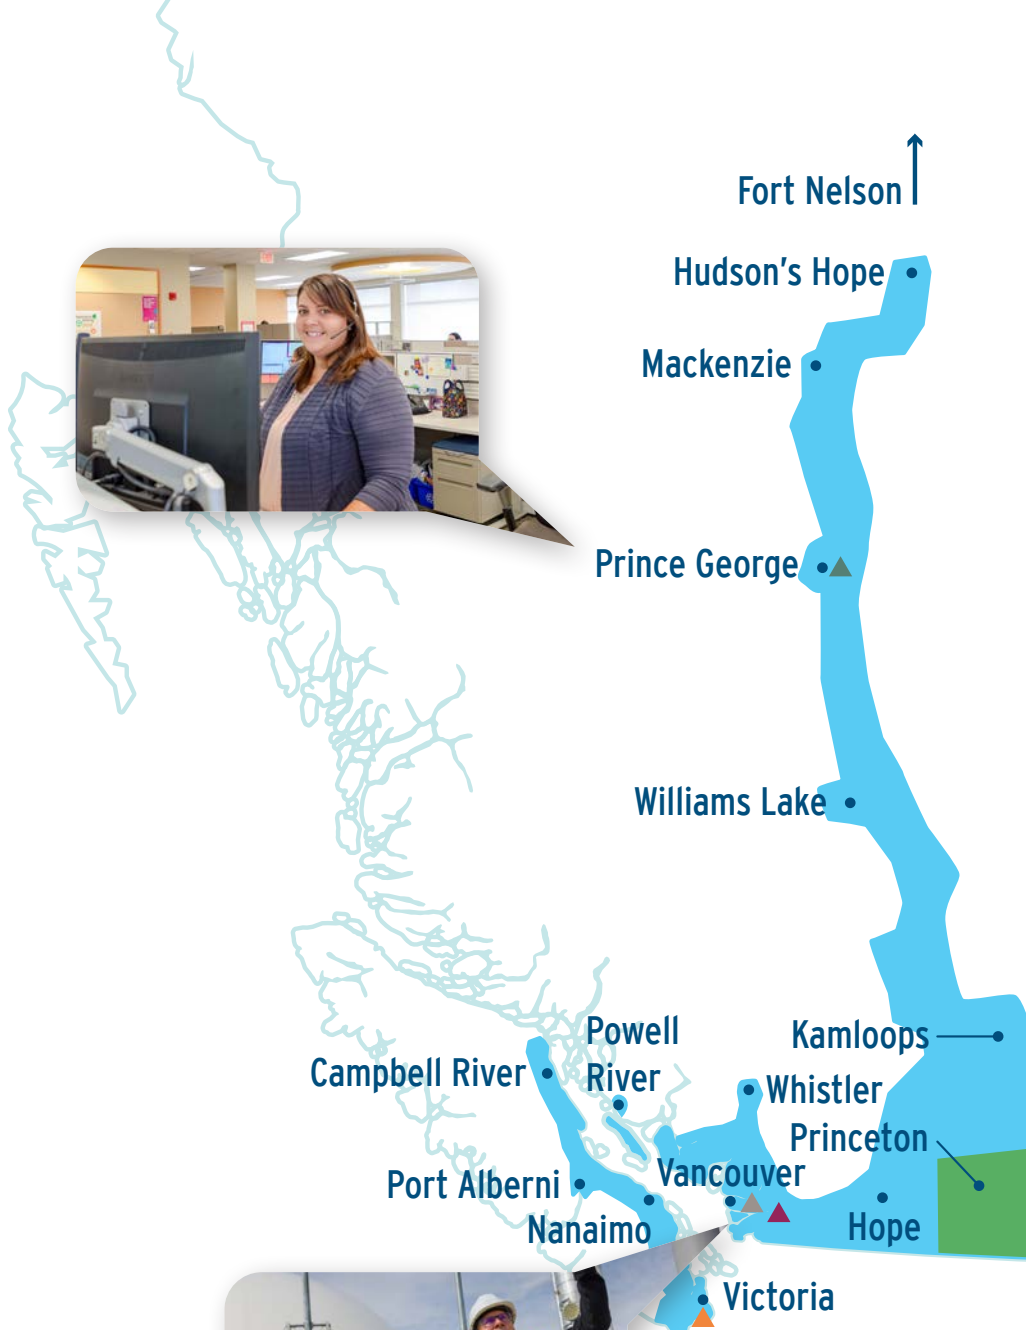 Fort Nelson
Hudson's Hope
Mackenzie
Prince George
Williams Lake
Kamloops
Powell
River
Campbell River
Whistler
Princeton
Vancouver
Port Alberni
Nanaimo
Hope
Victoria